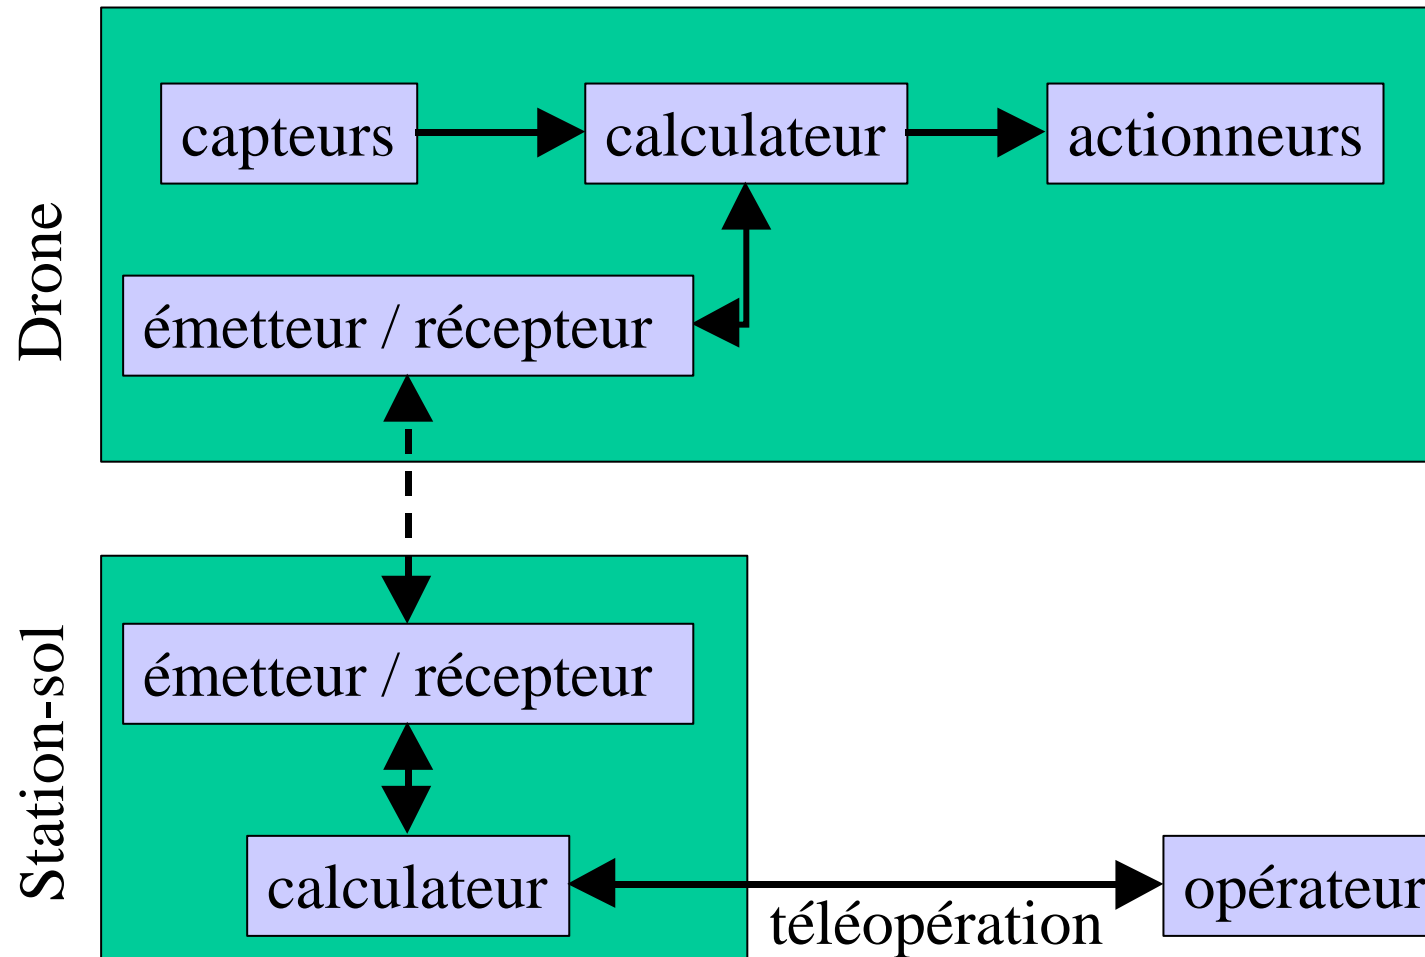 Drone
capteurs
calculateur
actionneurs
émetteur / récepteur
Station-sol
émetteur / récepteur
calculateur
téléopération
opérateur